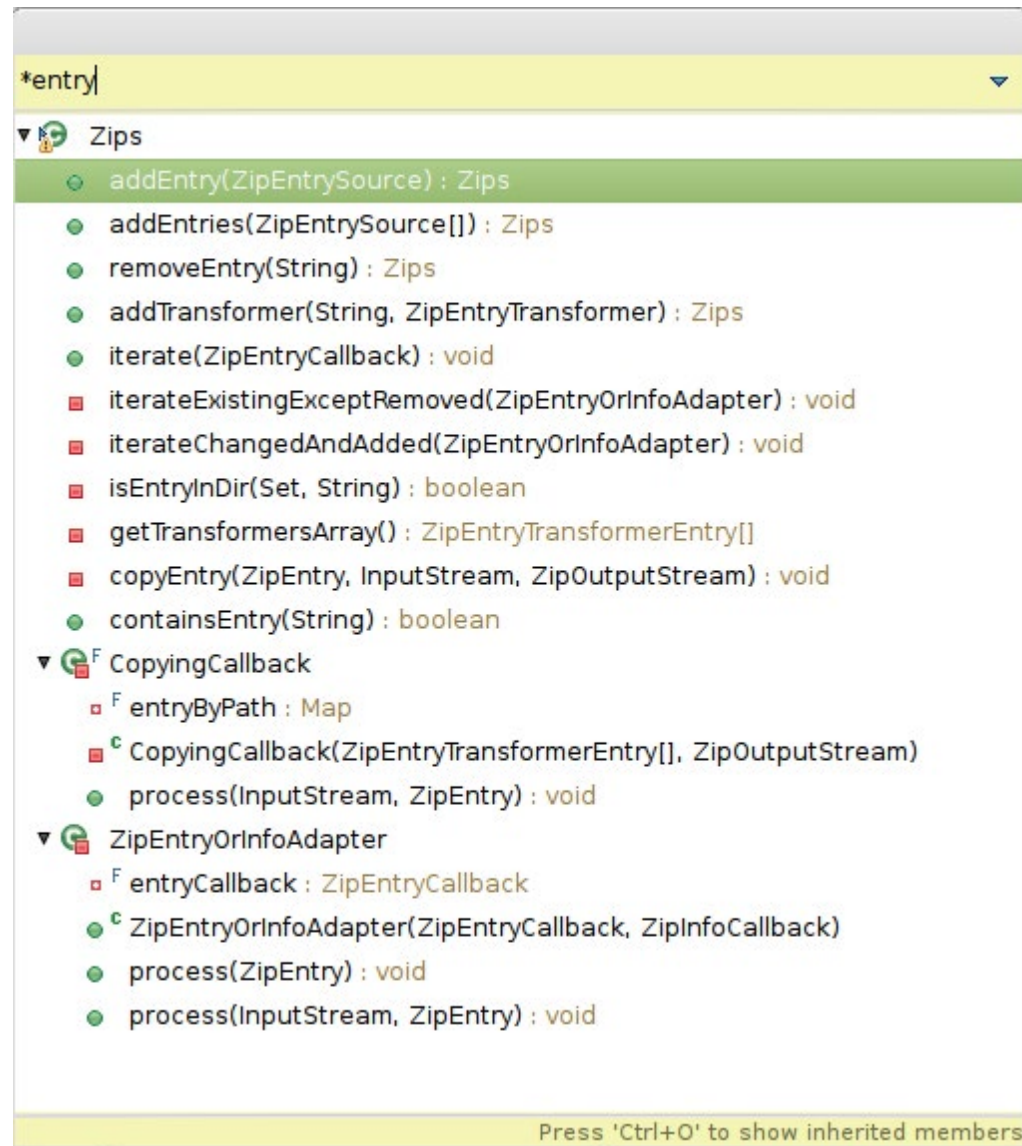 *entry
Zips
addEntry(ZipEntrySource) : Zips
addEntries(ZipEntrySource[]) : Zips
removeEntry(String) : Zips
addTransformer(String, ZipEntryTransformer) : Zips
iterate(ZipEntryCallback) : void
iterateExistingExceptRemoved(ZipEntryOrInfoAdapter) : void
iterateChangedAndAdded(ZipEntryOrInfoAdapter) : void
isEntryInDir(Set, String) : boolean
getTransformersArray() : ZipEntryTransformerEntry[]
copyEntry(ZipEntry, InputStream, ZipOutputStream) : void
containsEntry(String) : boolean
F CopyingCallback
F entryByPath : Map
c CopyingCallback(ZipEntryTransformerEntry[], ZipOutputStream)
process(InputStream, ZipEntry) : void
ZipEntryOrInfoAdapter
F entryCallback : ZipEntryCallback
c ZipEntryOrInfoAdapter(ZipEntryCallback, ZipInfoCallback)
process(ZipEntry) : void
process(InputStream, ZipEntry) : void
Press 'Ctrl+O' to show inherited members